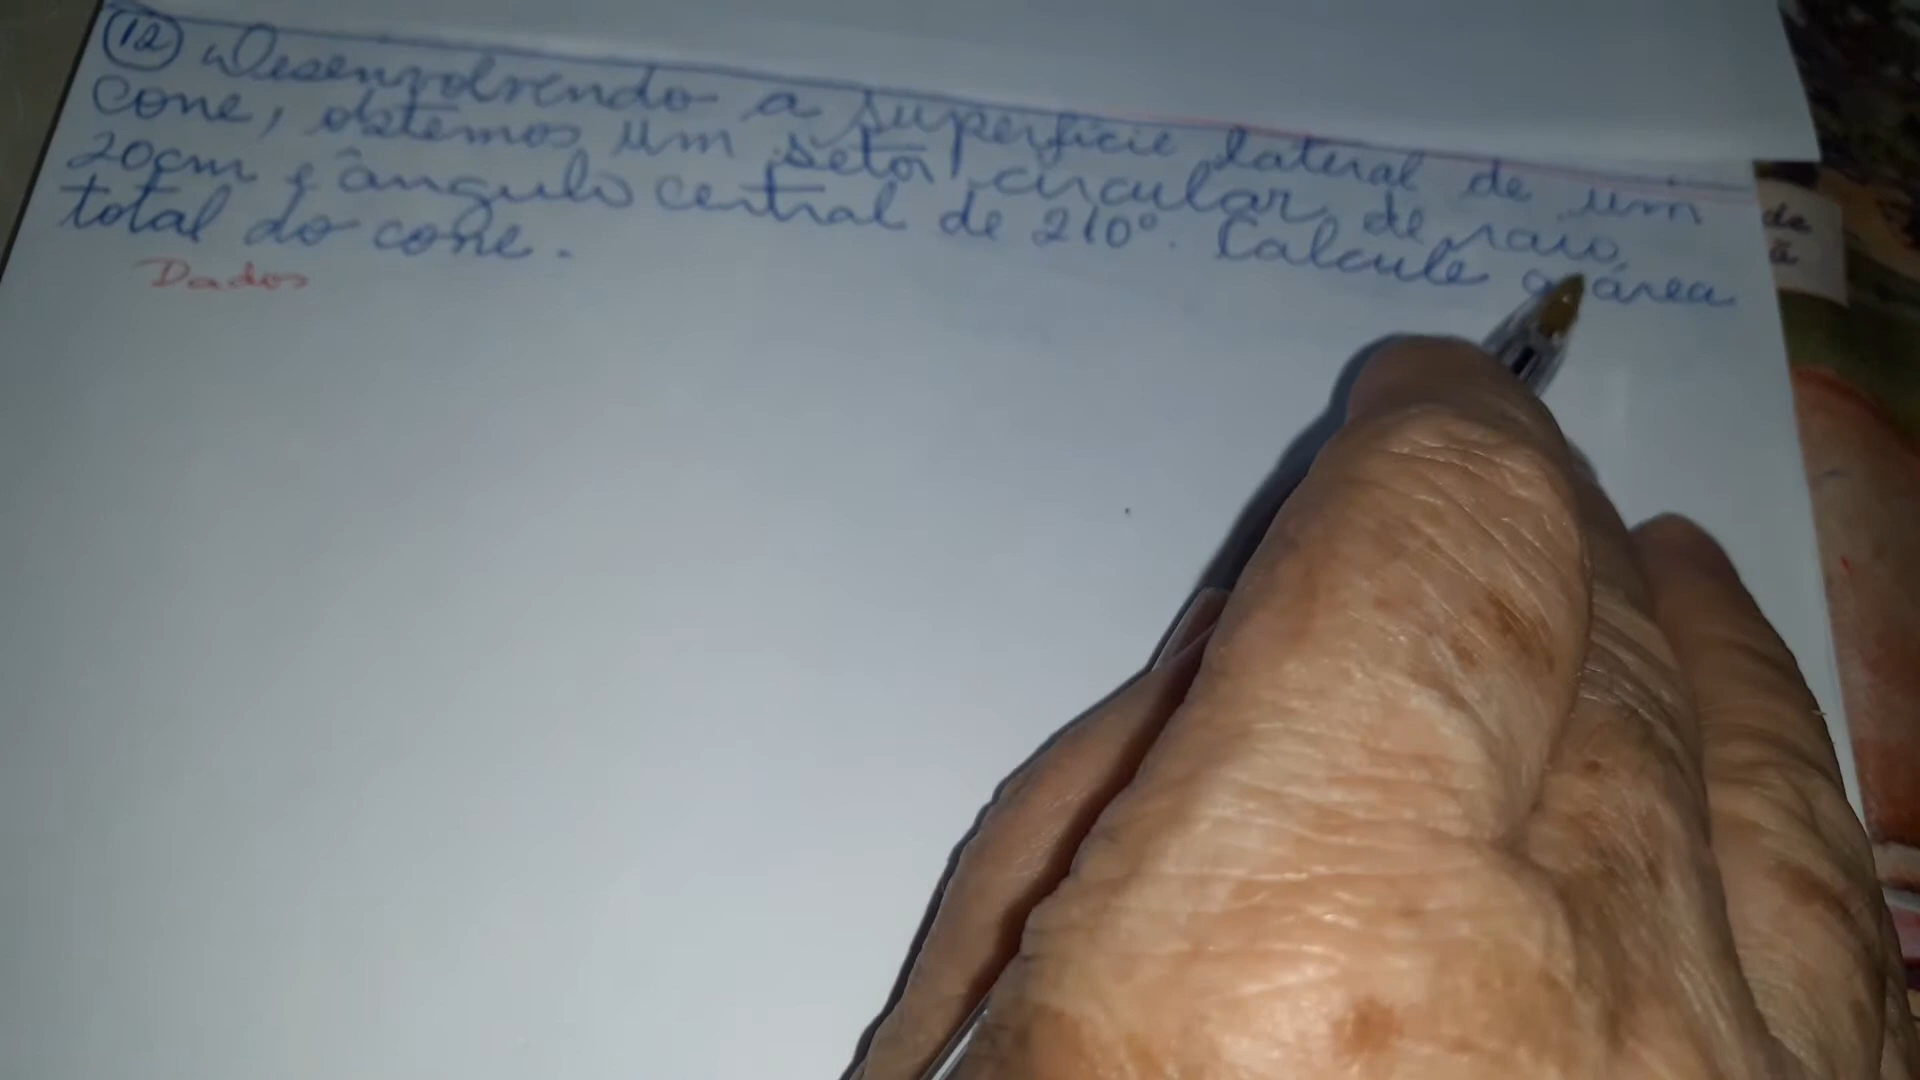 12 Desenvolvendo a superfície lateral de um
cone, obtemos um setor circular de raio
20cm e ângulo central de 210°. Calcule a área
total do cone.
Dados
de
ã